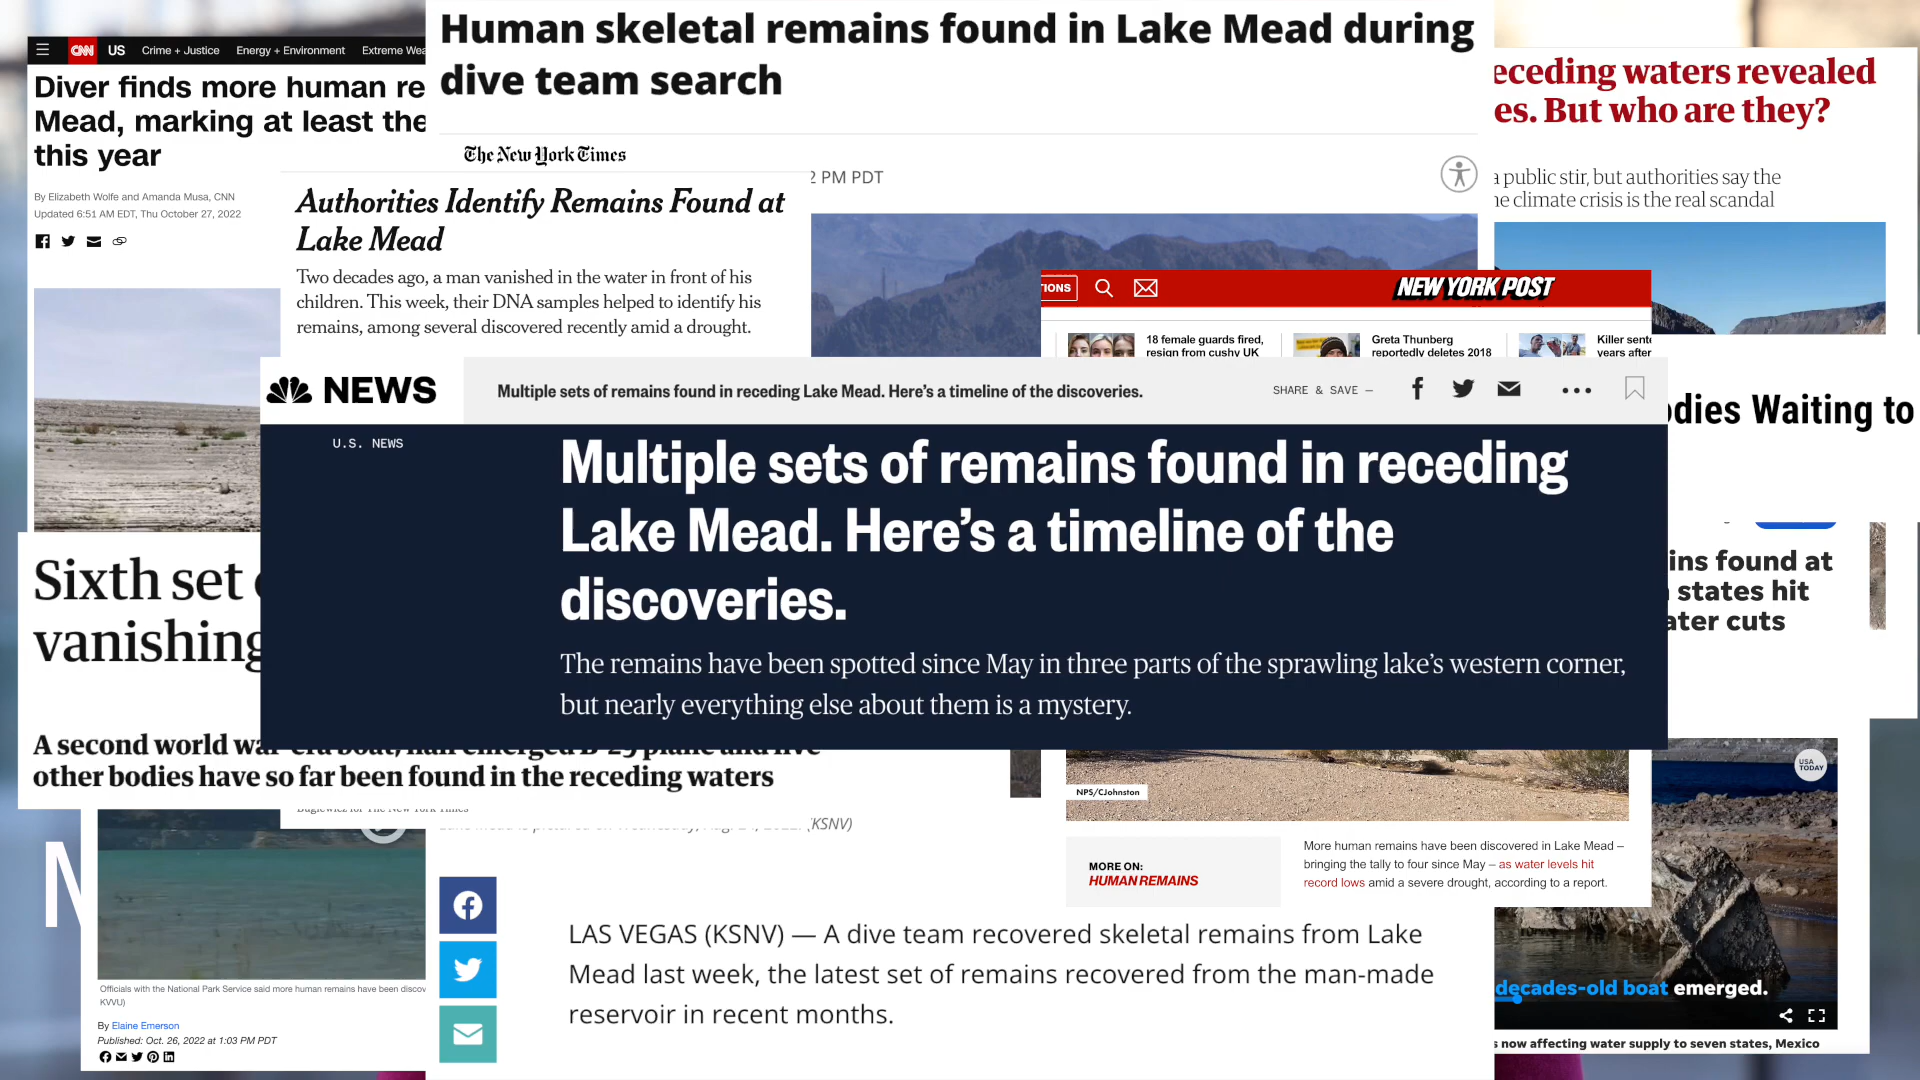 Human skeletal remains found in Lake Mead during
dive team search
CNN US Crime + Justice Energy + Environment Extreme
Diver finds more human
Mead, marking at least the
this year
By Elizabeth Wolfe and Amanda Musa, CNN
Updated 6:51 AM EDT, Thu October 27, 2022
The New York Times
Authorities Identify Remains Found at
Lake Mead
Two decades ago, a man vanished in the water in front of his
children. This week, their DNA samples helped to identify his
remains, among several discovered recently amid a drought.
2 PM PDT
eceding waters revealed
es. But who are they?
a public stir, but authorities say the
climate crisis is the real scandal
TIONS
NEW YORK POST
18 female guards fired,
resign from cushy UK
Greta Thunberg
reportedly deletes 2018
Killer
years after
NEWS
Multiple sets of remains found in receding Lake Mead. Here's a timeline of the discoveries.
SHARE & SAVE —
U.S. NEWS
Multiple sets of remains found in receding
Lake Mead. Here's a timeline of the
discoveries.
The remains have been spotted since May in three parts of the sprawling lake's western corner,
but nearly everything else about them is a mystery.
dies Waiting to
ins found at
states hit
ater cuts
Sixth set
vanishing
A second world
other bodies have so far been found in the receding waters
(KSNV)
NPS/CJohnston
USA
TODAY
MORE ON:
HUMAN REMAINS
More human remains have been discovered in Lake Mead –
bringing the tally to four since May – as water levels hit
record lows amid a severe drought, according to a report.
N
Officials with the National Park Service said more human remains have been
KVVU)
By Elaine Emerson
Published: Oct. 26, 2022 at 1:03 PM PDT
LAS VEGAS (KSNV) — A dive team recovered skeletal remains from Lake
Mead last week, the latest set of remains recovered from the man-made
reservoir in recent months.
decades-old boat emerged.
now affecting water supply to seven states, Mexico